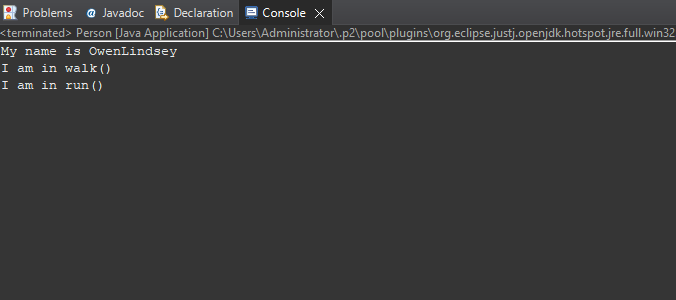 Problems @ Javadoc Declaration Console
<terminated> Person [Java Application] C:\Users\Administrator\.p2\pool\plugins\org.eclipse.justj.openjdk.hotspot.jre.full.win32
My name is OwenLindsey
I am in walk()
I am in run()